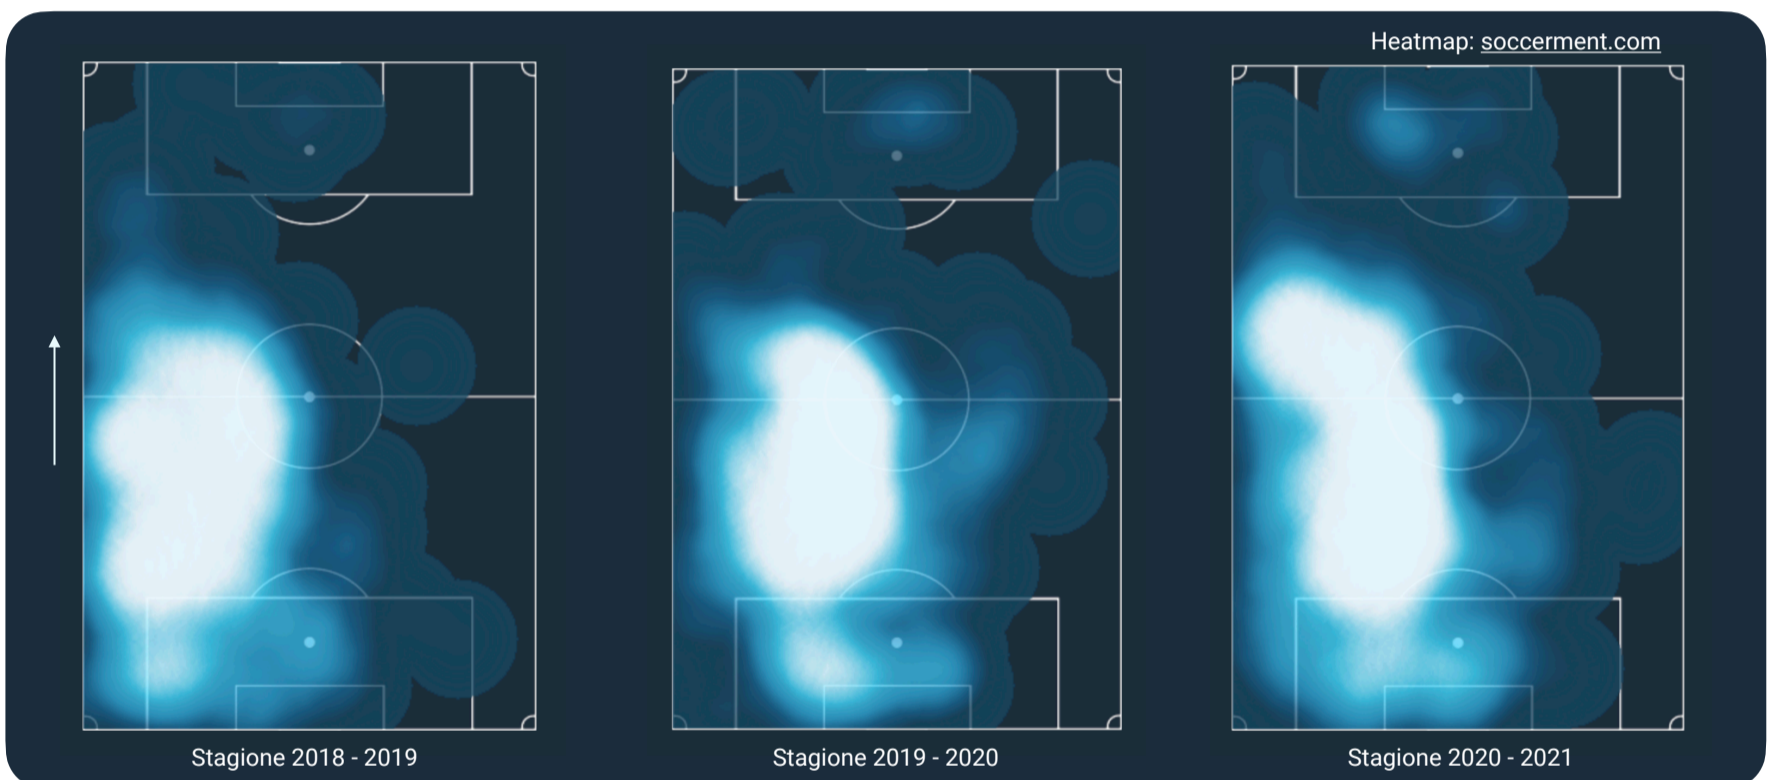 Heatmap: soccerment.com
Stagione 2018 - 2019
Stagione 2019 - 2020
Stagione 2020 - 2021